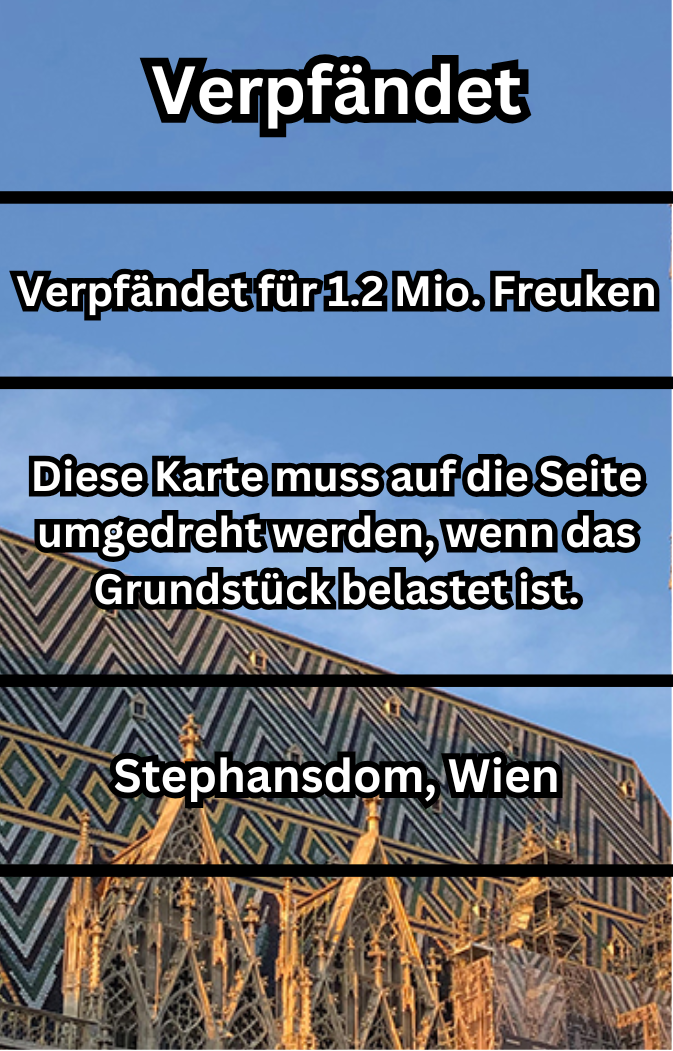 Verpfändet
Verpfändet für 1.2 Mio. Freuken
Diese Karte muss auf die Seite
umgedreht werden, wenn das
Grundstück belastet ist.
Stephansdom, Wien